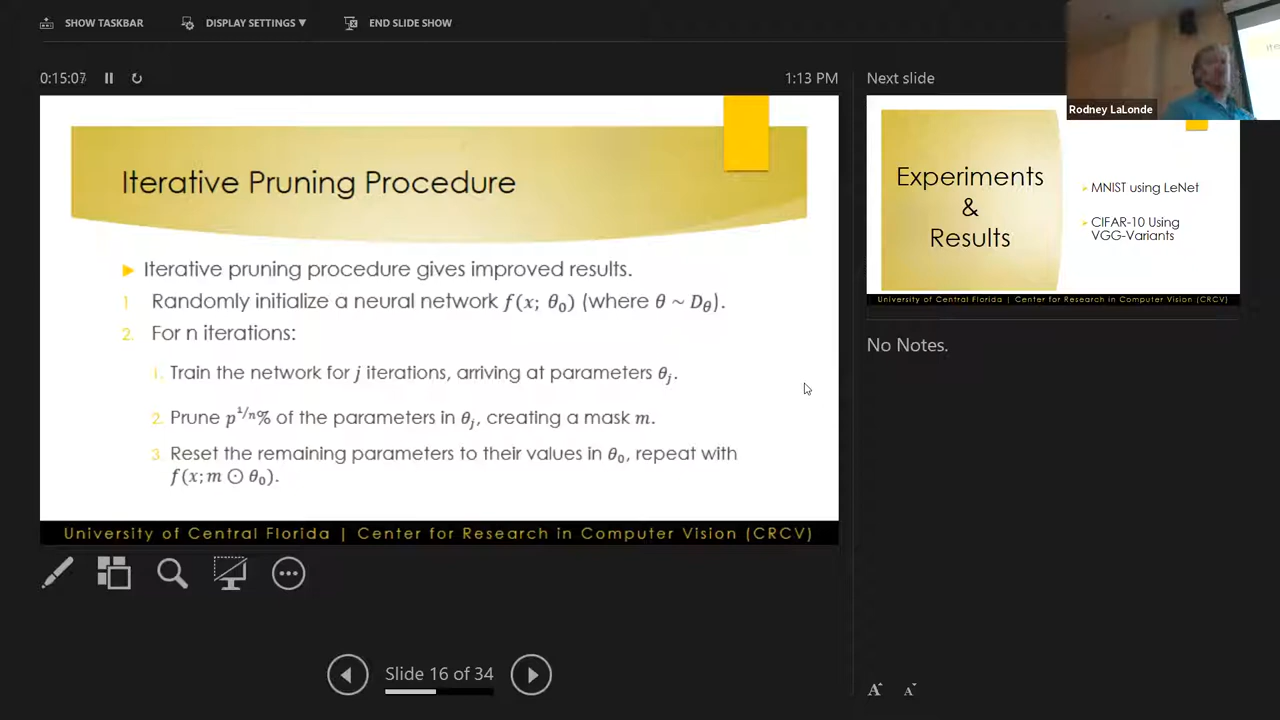 SHOW TASKBAR
DISPLAY SETTINGS ▼
END SLIDE SHOW
0:15:07
1:13 PM
Iterative Pruning Procedure
Iterative pruning procedure gives improved results.
1 Randomly initialize a neural network f(x; θ₀) (where θ ~ D_θ).
2. For n iterations:
1. Train the network for j iterations, arriving at parameters θⱼ.
2. Prune p^1/n% of the parameters in θⱼ, creating a mask m.
3 Reset the remaining parameters to their values in θ₀, repeat with
f(x; m ⊙ θ₀).
University of Central Florida | Center for Research in Computer Vision (CRCV)
Slide 16 of 34
Next slide
Rodney LaLonde
Experiments
&
Results
MNIST using LeNet
CIFAR-10 Using
VGG-Variants
University of Central Florida | Center for Research in Computer Vision (CRCV)
No Notes.
A A